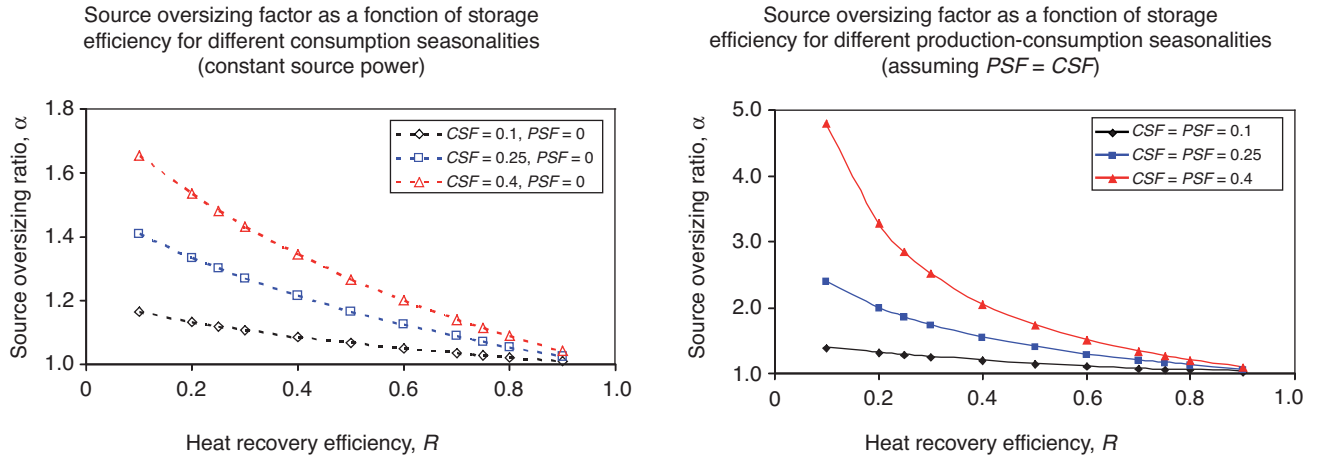 Source oversizing factor as a fonction of storage
efficiency for different consumption seasonalities
(constant source power)
Source oversizing ratio, α
1.8
1.6
1.4
1.2
1.0
CSF = 0.1, PSF = 0
CSF = 0.25, PSF = 0
CSF = 0.4, PSF = 0
0 0.2 0.4 0.6 0.8 1.0
Heat recovery efficiency, R
Source oversizing factor as a fonction of storage
efficiency for different production-consumption seasonalities
(assuming PSF = CSF)
Source oversizing ratio, α
5.0
4.0
3.0
2.0
1.0
CSF = PSF = 0.1
CSF = PSF = 0.25
CSF = PSF = 0.4
0 0.2 0.4 0.6 0.8 1.0
Heat recovery efficiency, R